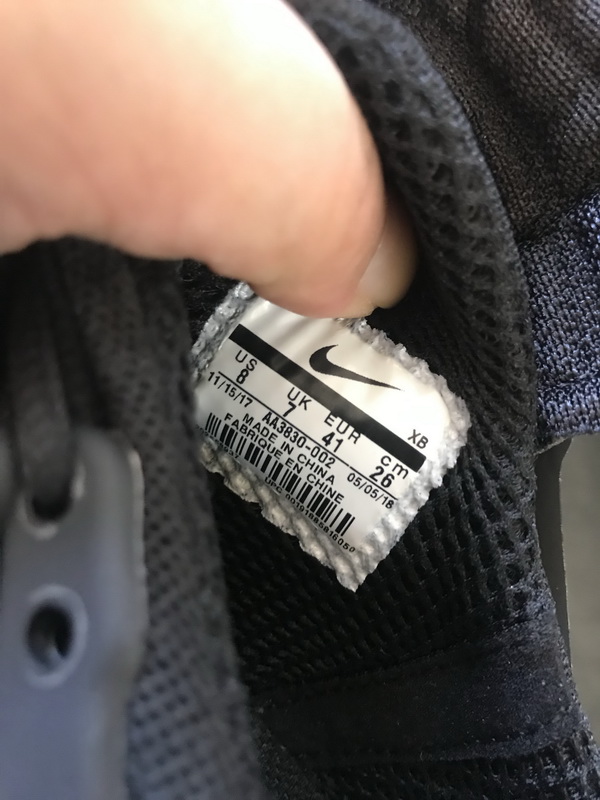 XB
US UK EUR cm
8 7 41 26
11/15/17 AA3830-002 05/05/18
MADE IN CHINA
FABRIQUE EN CHINE